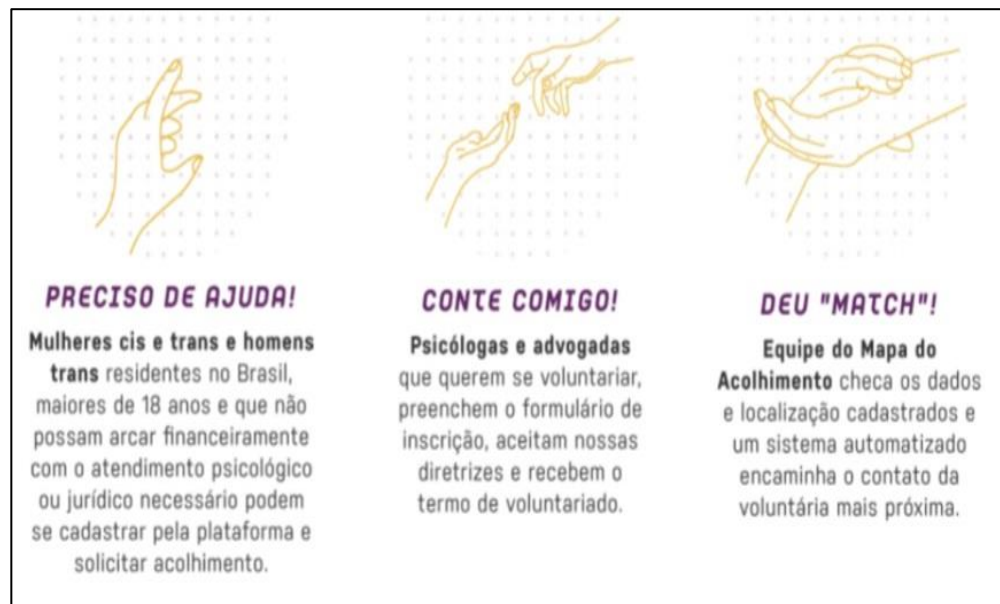 PRECISO DE AJUDA!
Mulheres cis e trans e homens
trans residentes no Brasil,
maiores de 18 anos e que não
possam arcar financeiramente
com o atendimento psicológico
ou jurídico necessário podem
se cadastrar pela plataforma e
solicitar acolhimento.
CONTE COMIGO!
Psicólogas e advogadas
que querem se voluntariar,
preenchem o formulário de
inscrição, aceitam nossas
diretrizes e recebem o
termo de voluntariado.
DEU "MATCH"!
Equipe do Mapa do
Acolhimento checa os dados
e localização cadastrados e
um sistema automatizado
encaminha o contato da
voluntária mais próxima.